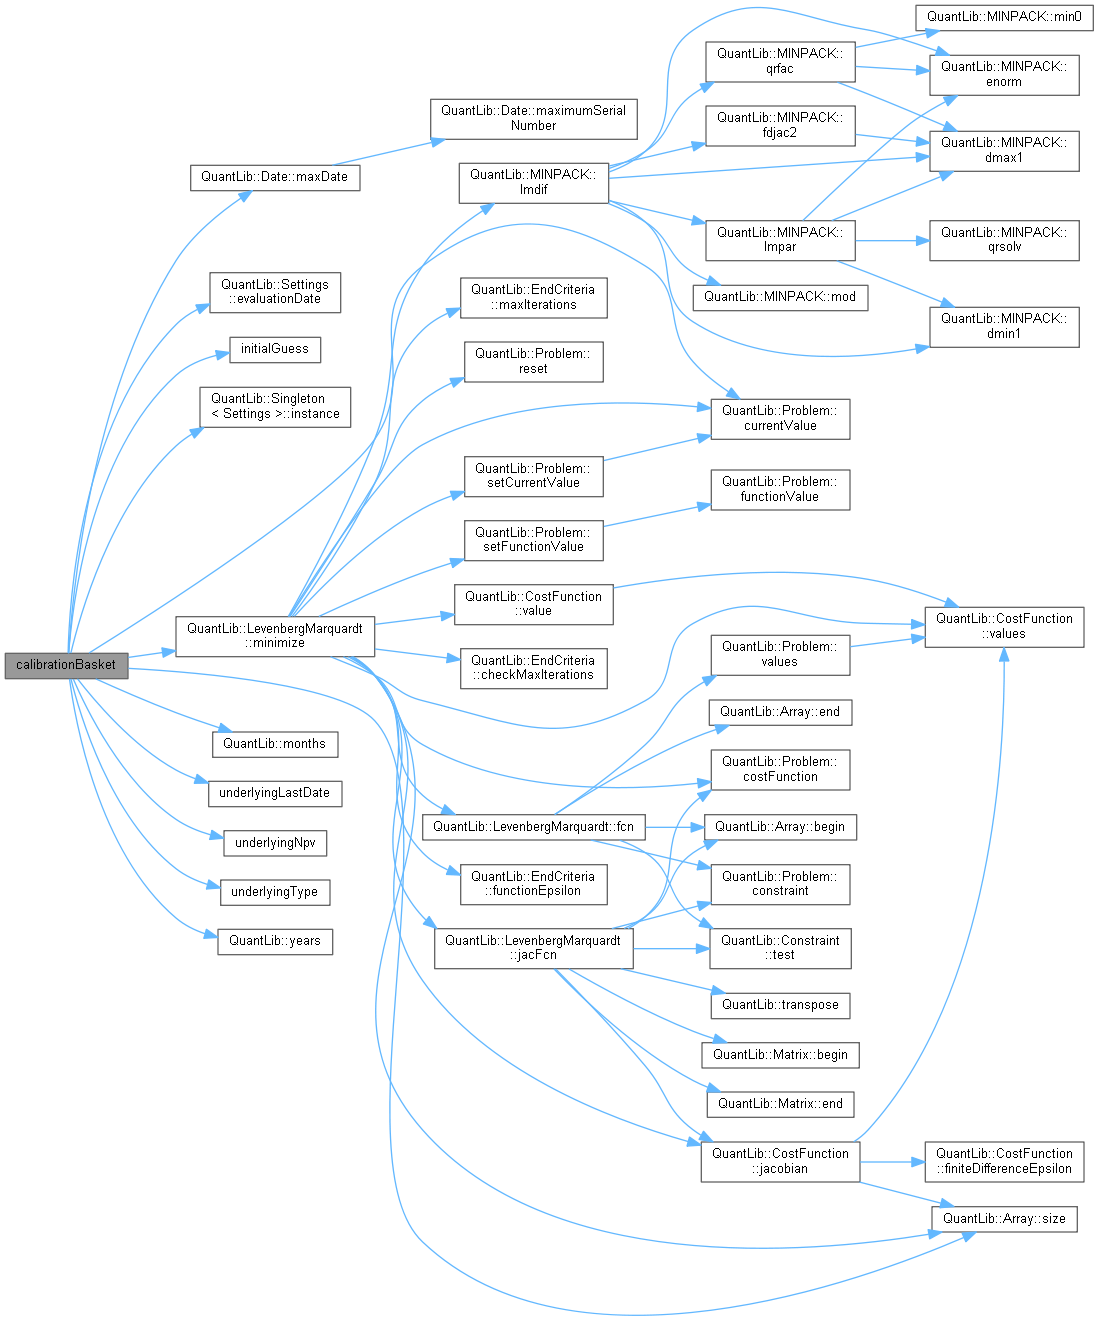 calibrationBasket
QuantLib::Date::maxDate
QuantLib::Settings
::evaluationDate
initialGuess
QuantLib::Singleton
< Settings >::instance
QuantLib::LevenbergMarquardt
::minimize
QuantLib::months
underlyingLastDate
underlyingNpv
underlyingType
QuantLib::years
QuantLib::Date::maximumSerial
Number
QuantLib::MINPACK::
lmdif
QuantLib::EndCriteria
::maxIterations
QuantLib::Problem::
reset
QuantLib::Problem::
setCurrentValue
QuantLib::Problem::
setFunctionValue
QuantLib::CostFunction
::value
QuantLib::EndCriteria
::checkMaxIterations
QuantLib::LevenbergMarquardt::fcn
QuantLib::EndCriteria
::functionEpsilon
QuantLib::LevenbergMarquardt
::jacFcn
QuantLib::MINPACK::
qrfac
QuantLib::MINPACK::
fdjac2
QuantLib::MINPACK::
lmpar
QuantLib::MINPACK::mod
QuantLib::Problem::
currentValue
QuantLib::Problem::
functionValue
QuantLib::Problem::
values
QuantLib::Array::end
QuantLib::Problem::
costFunction
QuantLib::Array::begin
QuantLib::Problem::
constraint
QuantLib::Constraint
::test
QuantLib::transpose
QuantLib::Matrix::begin
QuantLib::Matrix::end
QuantLib::CostFunction
::jacobian
QuantLib::MINPACK::min0
QuantLib::MINPACK::
enorm
QuantLib::MINPACK::
dmax1
QuantLib::MINPACK::
qrsolv
QuantLib::MINPACK::
dmin1
QuantLib::CostFunction
::values
QuantLib::CostFunction
::finiteDifferenceEpsilon
QuantLib::Array::size